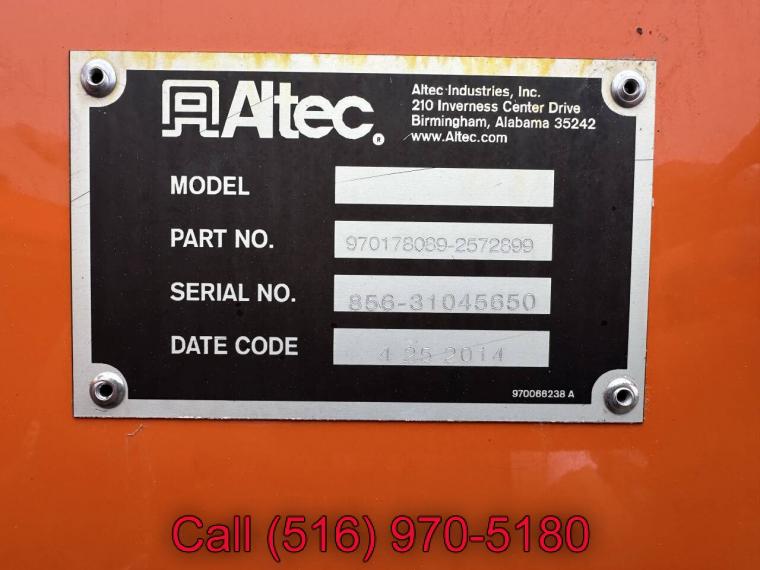 Altec®
Altec Industries, Inc.
210 Inverness Center Drive
Birmingham, Alabama 35242
www.Altec.com
MODEL
PART NO. 970178089-2572899
SERIAL NO. 856-31045650
DATE CODE 4 25 2014
970066238 A
Call (516) 970-5180